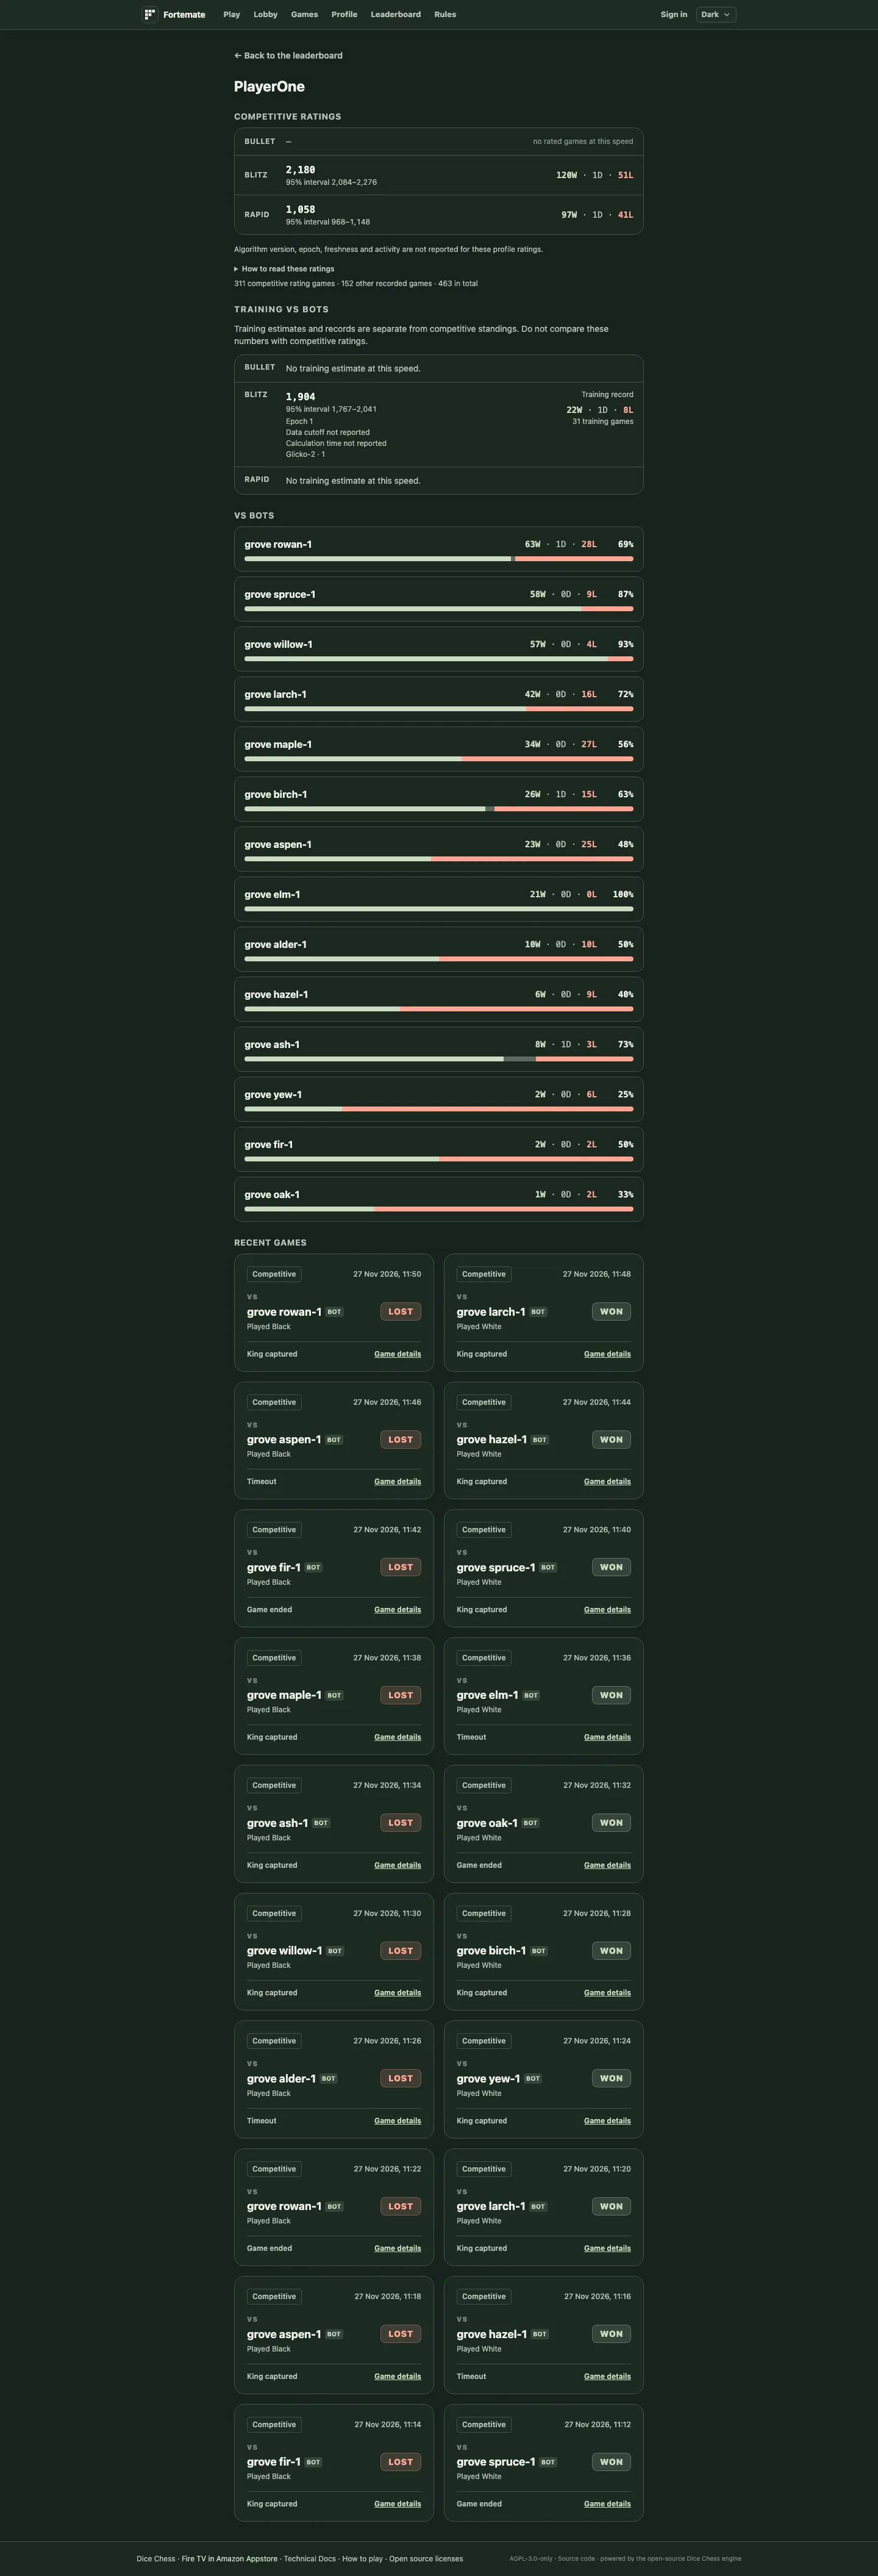 Fortemate Play Lobby Games Profile Leaderboard Rules Sign in Dark
← Back to the leaderboard
PlayerOne
COMPETITIVE RATINGS
BULLET – no rated games at this speed
BLITZ 2,180 120W · 1D · 51L
95% interval 2,084–2,276
RAPID 1,058 97W · 1D · 41L
95% interval 968–1,148
Algorithm version, epoch, freshness and activity are not reported for these profile ratings.
▸ How to read these ratings
311 competitive rating games · 152 other recorded games · 463 in total
TRAINING VS BOTS
Training estimates and records are separate from competitive standings. Do not compare these
numbers with competitive ratings.
BULLET No training estimate at this speed.
BLITZ 1,904 Training record
95% interval 1,767–2,041 22W · 1D · 8L
Epoch 1 31 training games
Data cutoff not reported
Calculation time not reported
Glicko-2 · 1
RAPID No training estimate at this speed.
VS BOTS
grove rowan-1 63W · 1D · 28L 69%
grove spruce-1 58W · 0D · 9L 87%
grove willow-1 57W · 0D · 4L 93%
grove larch-1 42W · 0D · 16L 72%
grove maple-1 34W · 0D · 27L 56%
grove birch-1 26W · 1D · 15L 63%
grove aspen-1 23W · 0D · 25L 48%
grove elm-1 21W · 0D · 0L 100%
grove alder-1 10W · 0D · 10L 50%
grove hazel-1 6W · 0D · 9L 40%
grove ash-1 8W · 1D · 3L 73%
grove yew-1 2W · 0D · 6L 25%
grove fir-1 2W · 0D · 2L 50%
grove oak-1 1W · 0D · 2L 33%
RECENT GAMES
Competitive 27 Nov 2026, 11:50
VS
grove rowan-1 BOT LOST
Played Black
King captured Game details
Competitive 27 Nov 2026, 11:48
VS
grove larch-1 BOT WON
Played White
King captured Game details
Competitive 27 Nov 2026, 11:46
VS
grove aspen-1 BOT LOST
Played Black
Timeout Game details
Competitive 27 Nov 2026, 11:44
VS
grove hazel-1 BOT WON
Played White
King captured Game details
Competitive 27 Nov 2026, 11:42
VS
grove fir-1 BOT LOST
Played Black
Game ended Game details
Competitive 27 Nov 2026, 11:40
VS
grove spruce-1 BOT WON
Played White
King captured Game details
Competitive 27 Nov 2026, 11:38
VS
grove maple-1 BOT LOST
Played Black
King captured Game details
Competitive 27 Nov 2026, 11:36
VS
grove elm-1 BOT WON
Played White
Timeout Game details
Competitive 27 Nov 2026, 11:34
VS
grove ash-1 BOT LOST
Played Black
King captured Game details
Competitive 27 Nov 2026, 11:32
VS
grove oak-1 BOT WON
Played White
Game ended Game details
Competitive 27 Nov 2026, 11:30
VS
grove willow-1 BOT LOST
Played Black
King captured Game details
Competitive 27 Nov 2026, 11:28
VS
grove birch-1 BOT WON
Played White
King captured Game details
Competitive 27 Nov 2026, 11:26
VS
grove alder-1 BOT LOST
Played Black
Timeout Game details
Competitive 27 Nov 2026, 11:24
VS
grove yew-1 BOT WON
Played White
King captured Game details
Competitive 27 Nov 2026, 11:22
VS
grove rowan-1 BOT LOST
Played Black
Game ended Game details
Competitive 27 Nov 2026, 11:20
VS
grove larch-1 BOT WON
Played White
King captured Game details
Competitive 27 Nov 2026, 11:18
VS
grove aspen-1 BOT LOST
Played Black
King captured Game details
Competitive 27 Nov 2026, 11:16
VS
grove hazel-1 BOT WON
Played White
Timeout Game details
Competitive 27 Nov 2026, 11:14
VS
grove fir-1 BOT LOST
Played Black
King captured Game details
Competitive 27 Nov 2026, 11:12
VS
grove spruce-1 BOT WON
Played White
Game ended Game details
Dice Chess · Fire TV in Amazon Appstore · Technical Docs · How to play · Open source licenses AGPL-3.0-only · Source code · powered by the open-source Dice Chess engine